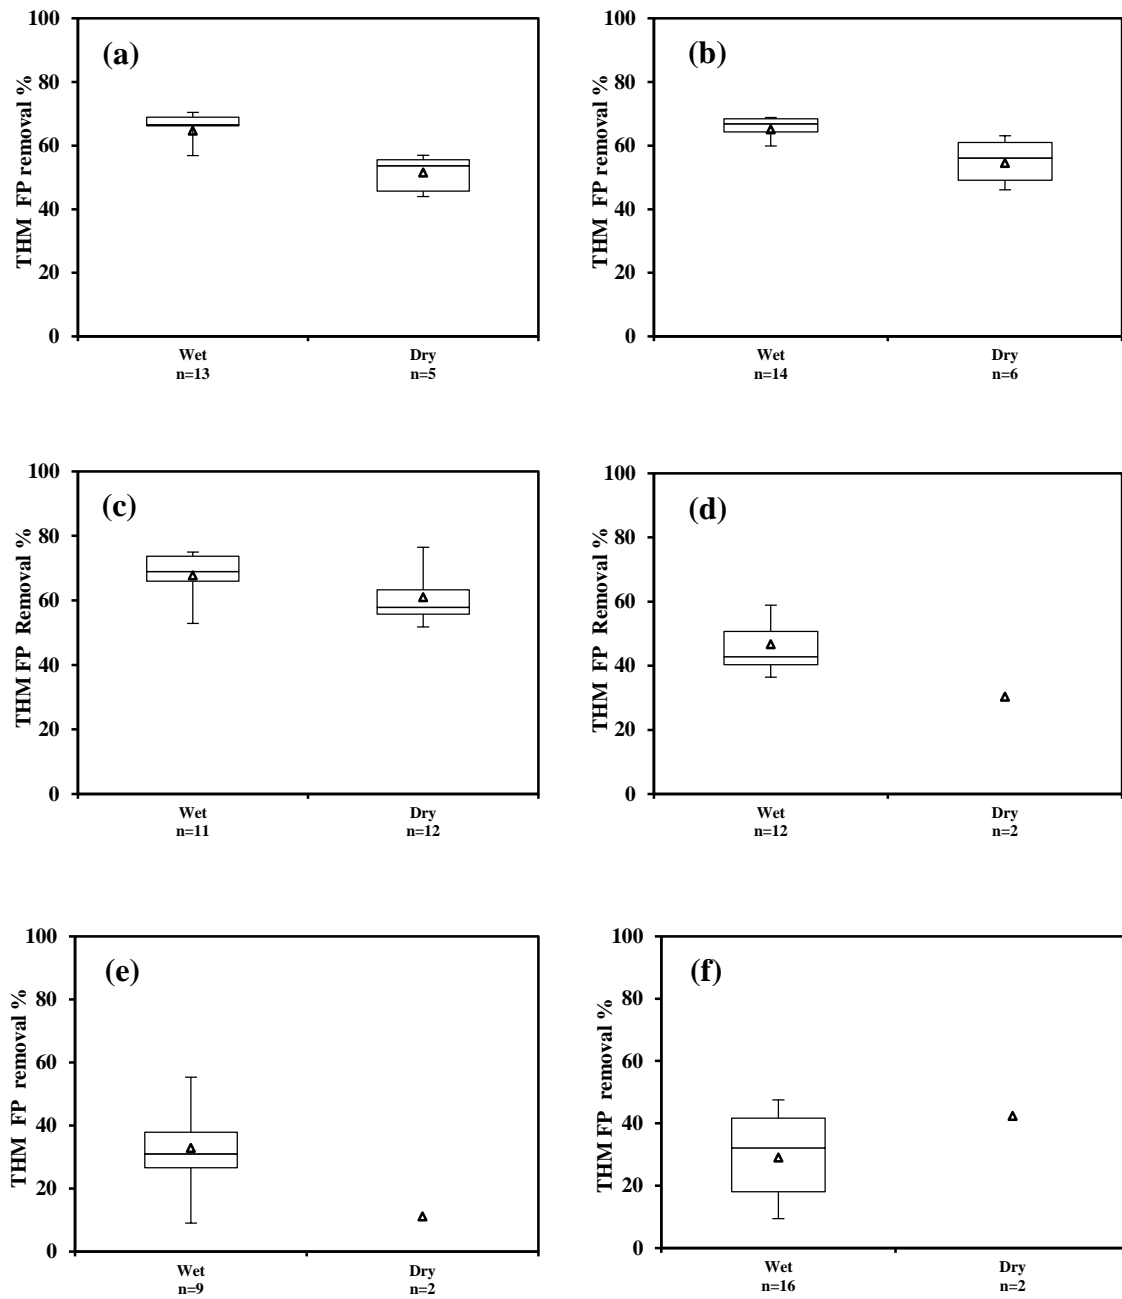 (a)
THM FP removal %
100
80
60
40
20
0
Wet
n=13
Dry
n=5
(b)
THM FP removal %
100
80
60
40
20
0
Wet
n=14
Dry
n=6
(c)
THM FP Removal %
100
80
60
40
20
0
Wet
n=11
Dry
n=12
(d)
THM FP Removal %
100
80
60
40
20
0
Wet
n=12
Dry
n=2
(e)
THM FP removal %
100
80
60
40
20
0
Wet
n=9
Dry
n=2
(f)
THM FP removal %
100
80
60
40
20
0
Wet
n=16
Dry
n=2